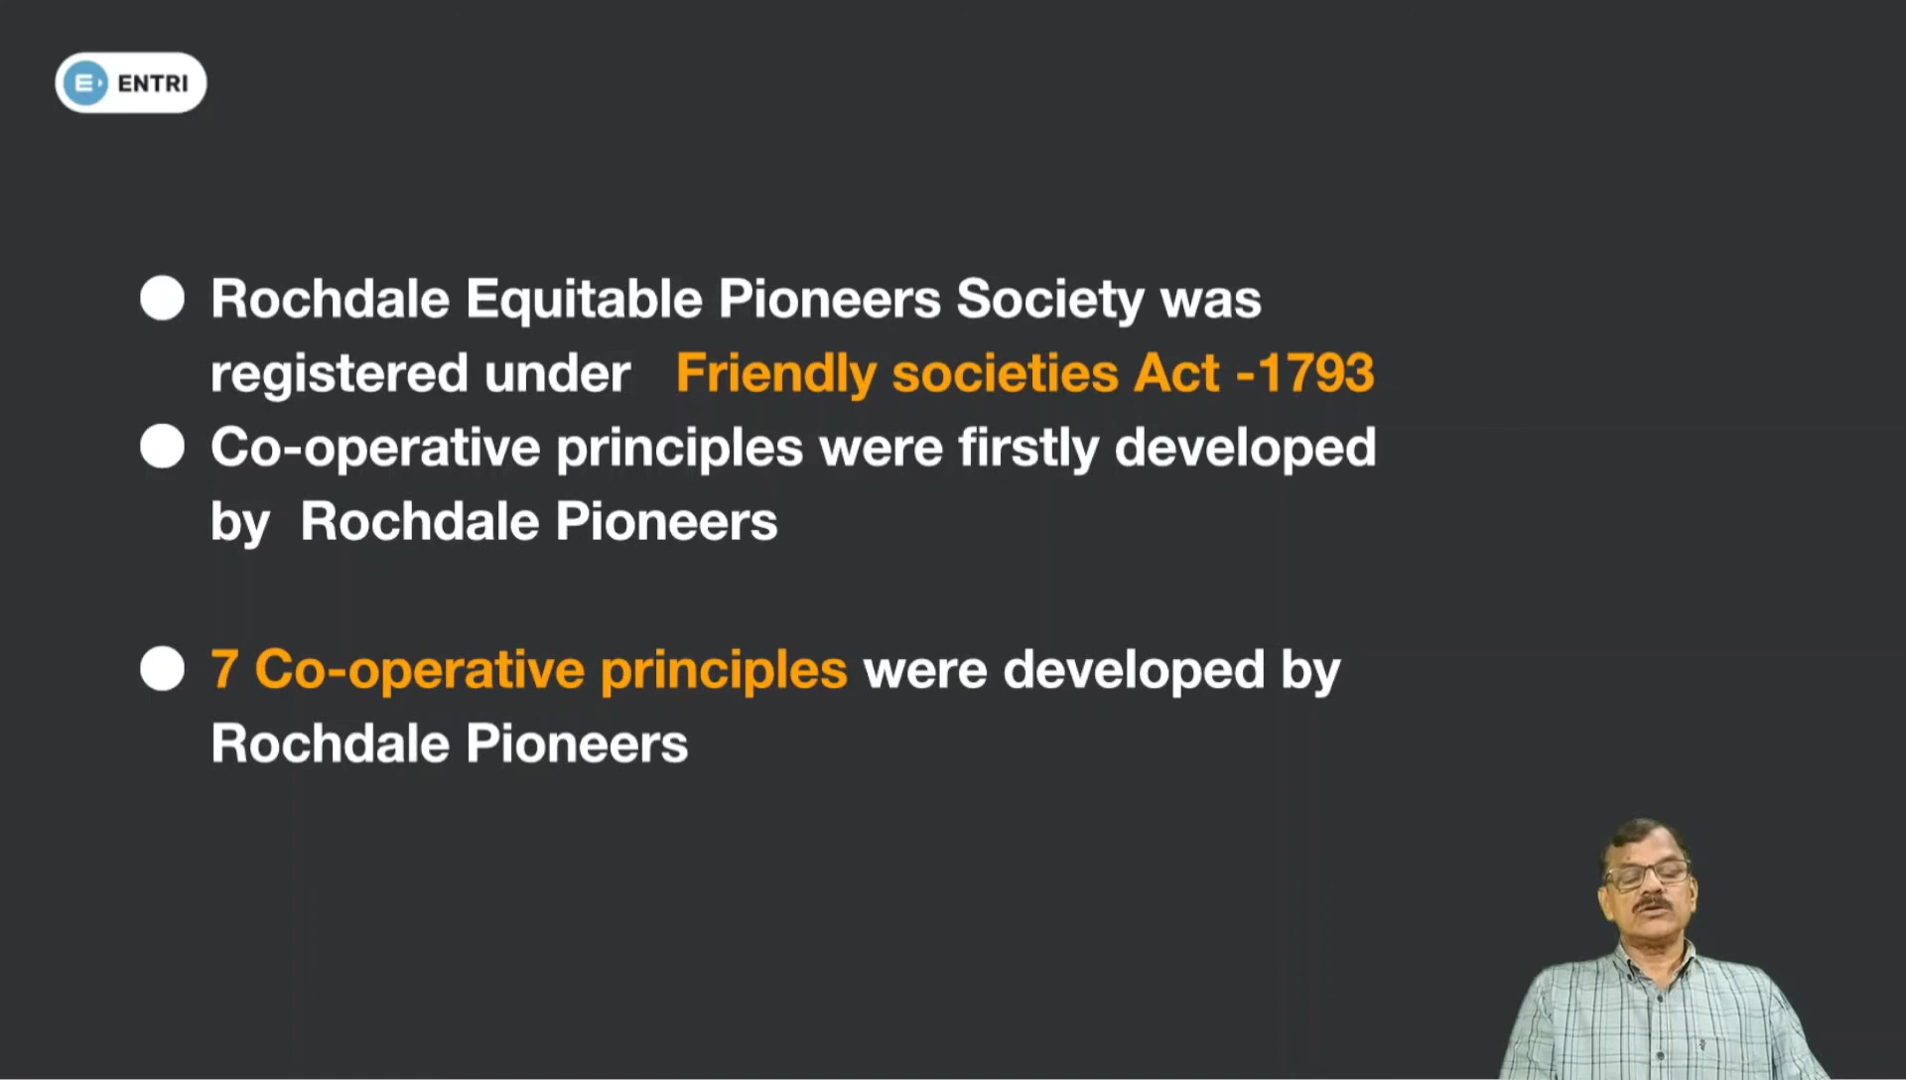 ENTRI
Rochdale Equitable Pioneers Society was
registered under Friendly societies Act -1793
Co-operative principles were firstly developed
by Rochdale Pioneers
7 Co-operative principles were developed by
Rochdale Pioneers